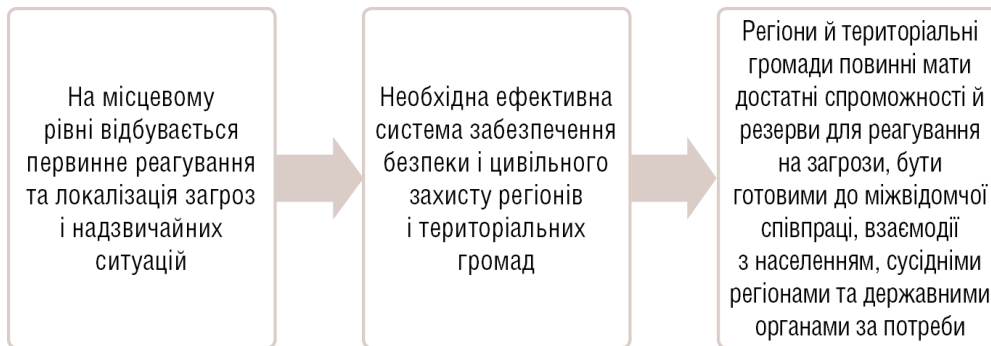 На місцевому
рівні відбувається
первинне реагування
та локалізація загроз
і надзвичайних
ситуацій
Необхідна ефективна
система забезпечення
безпеки і цивільного
захисту регіонів
і територіальних
громад
Регіони й територіальні
громади повинні мати
достатні спроможності й
резерви для реагування
на загрози, бути
готовими до міжвідомчої
співпраці, взаємодії
з населенням, сусідніми
регіонами та державними
органами за потреби